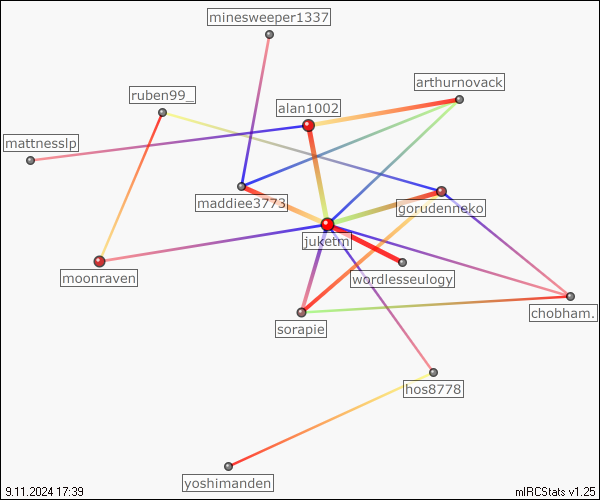 minesweeper1337
arthurnovack
ruben99_
alan1002
mattnesslp
maddiee3773
gorudenneko
juketm
moonraven
wordlesseulogy
chobham.
sorapie
hos8778
yoshimanden
9.11.2024 17:39
mIRCStats v1.25